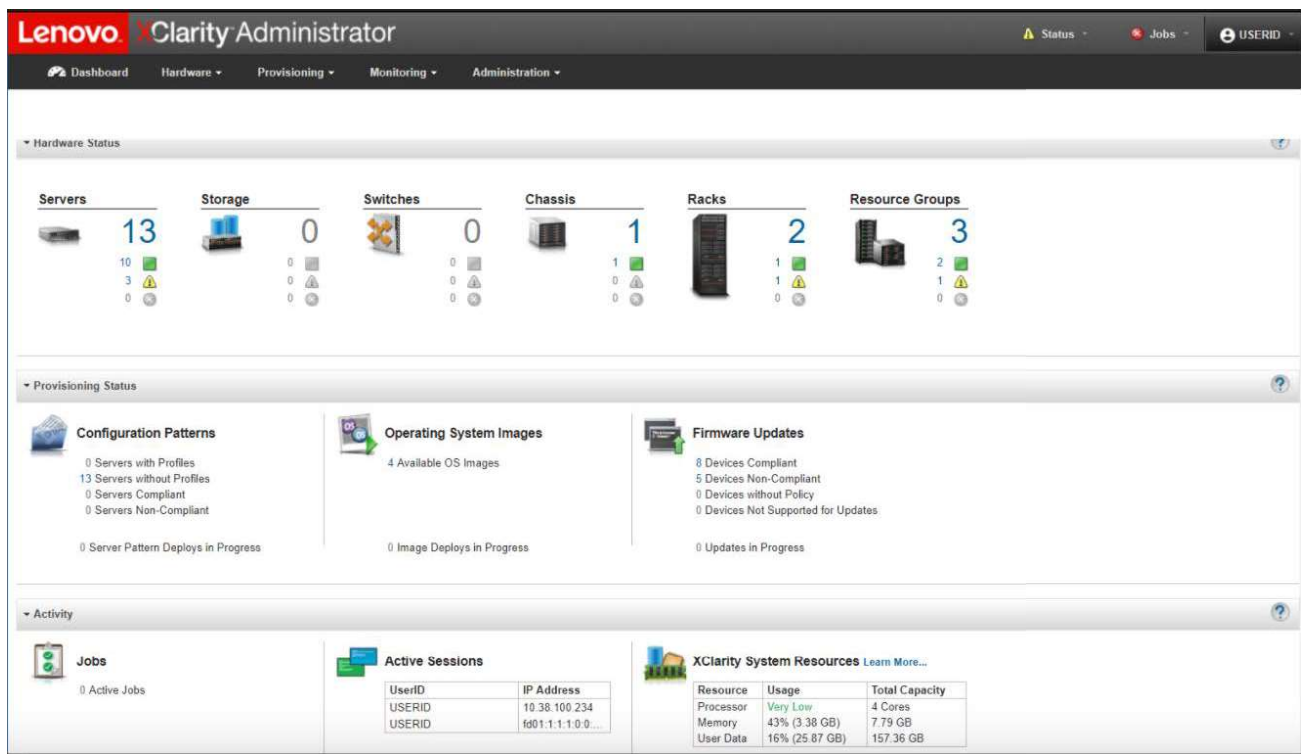 Lenovo. XClarity Administrator
Status
Jobs
USERID
Dashboard
Hardware
Provisioning
Monitoring
Administration
Hardware Status
?
Servers
13
10
3
0
Storage
0
0
0
0
Switches
0
0
0
0
Chassis
1
1
0
0
Racks
2
1
1
0
Resource Groups
3
2
1
0
Provisioning Status
?
Configuration Patterns
0 Servers with Profiles
13 Servers without Profiles
0 Servers Compliant
0 Servers Non-Compliant
0 Server Pattern Deploys in Progress
OS
Operating System Images
4 Available OS Images
0 Image Deploys in Progress
Firmware Updates
8 Devices Compliant
5 Devices Non-Compliant
0 Devices without Policy
0 Devices Not Supported for Updates
0 Updates in Progress
Activity
?
Jobs
0 Active Jobs
Active Sessions
UserID IP Address
USERID 10.38.100.234
USERID fd01:1:1:1:0:0:...
XClarity System Resources Learn More...
Resource Usage Total Capacity
Processor Very Low 4 Cores
Memory 43% (3.38 GB) 7.79 GB
User Data 16% (25.87 GB) 157.36 GB